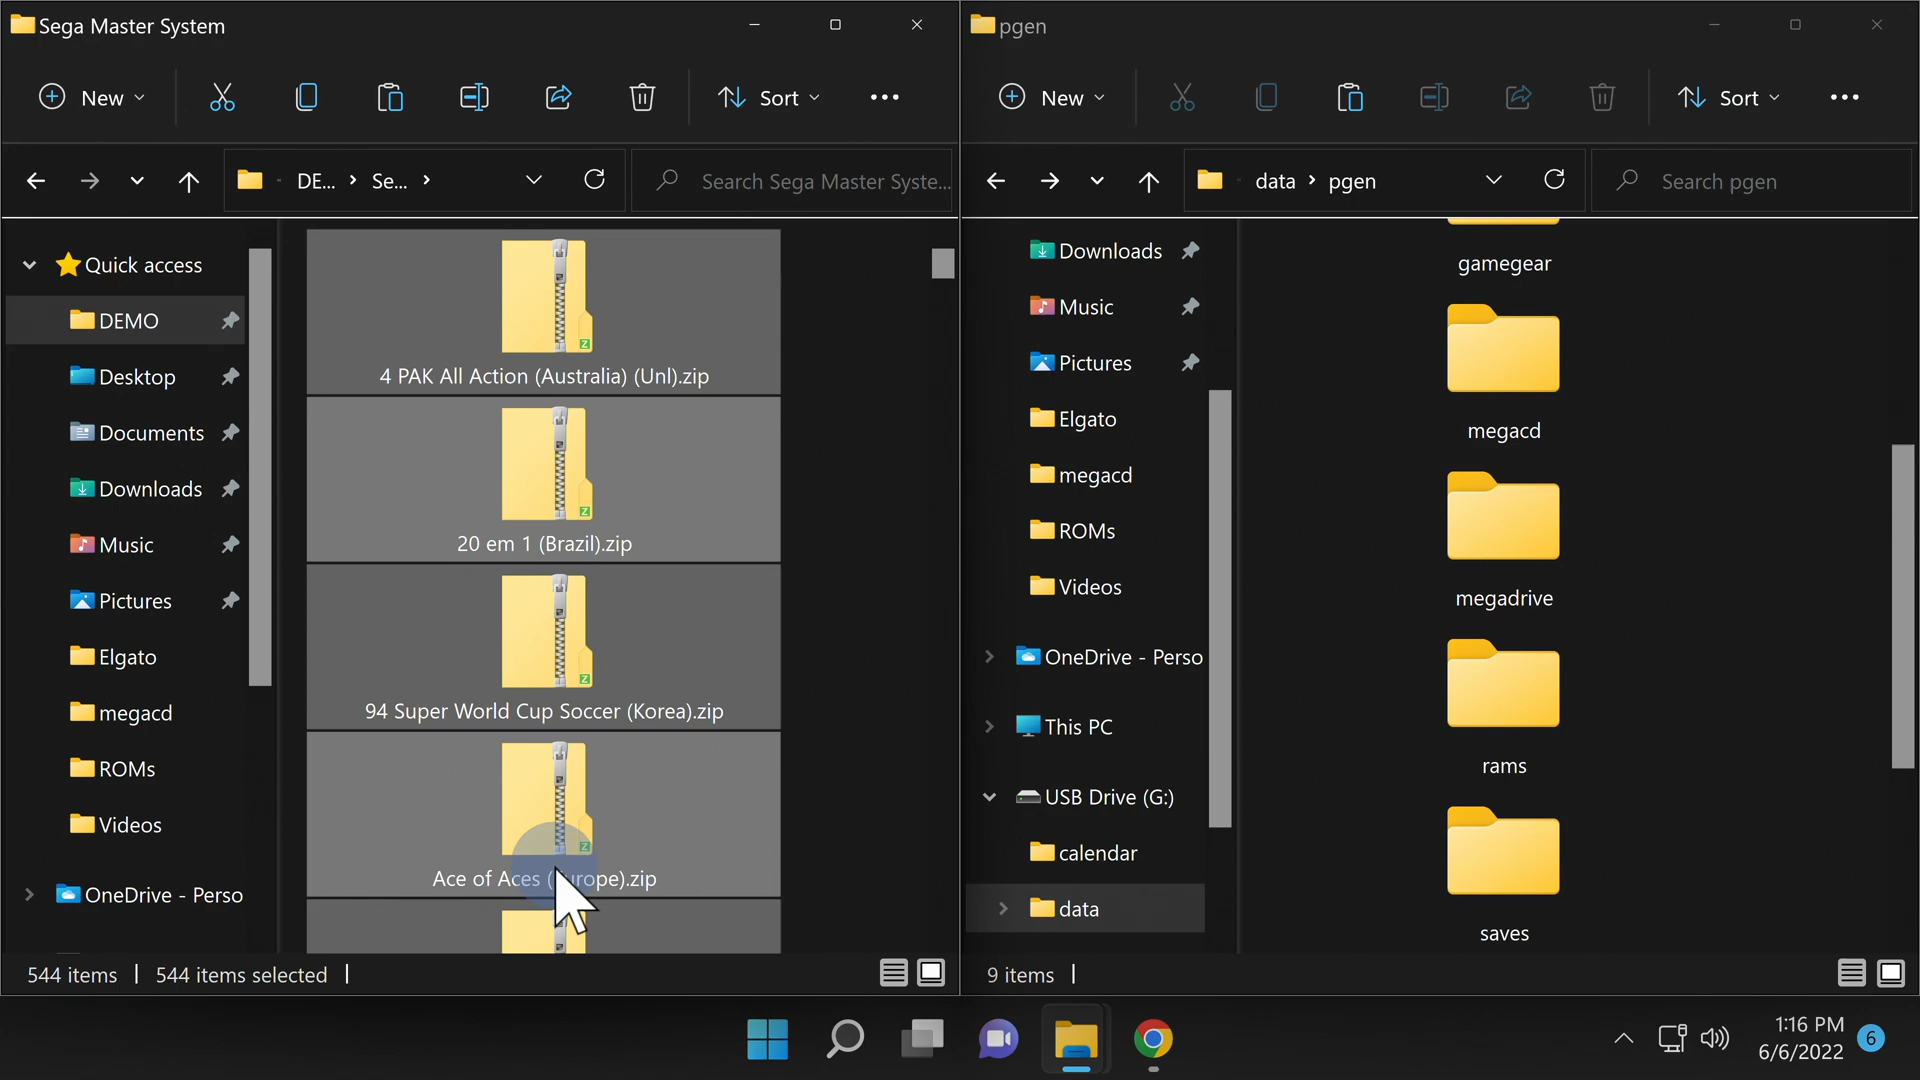 Sega Master System
New
Sort
DE...
Se...
Search Sega Master Syste...
Quick access
DEMO
Desktop
Documents
Downloads
Music
Pictures
Elgato
megacd
ROMs
Videos
OneDrive - Perso
4 PAK All Action (Australia) (Unl).zip
20 em 1 (Brazil).zip
94 Super World Cup Soccer (Korea).zip
Ace of Aces (Europe).zip
544 items
544 items selected
pgen
New
Sort
data
pgen
Search pgen
Downloads
Music
Pictures
Elgato
megacd
ROMs
Videos
OneDrive - Perso
This PC
USB Drive (G:)
calendar
data
gamegear
megacd
megadrive
rams
saves
9 items
1:16 PM
6/6/2022
6